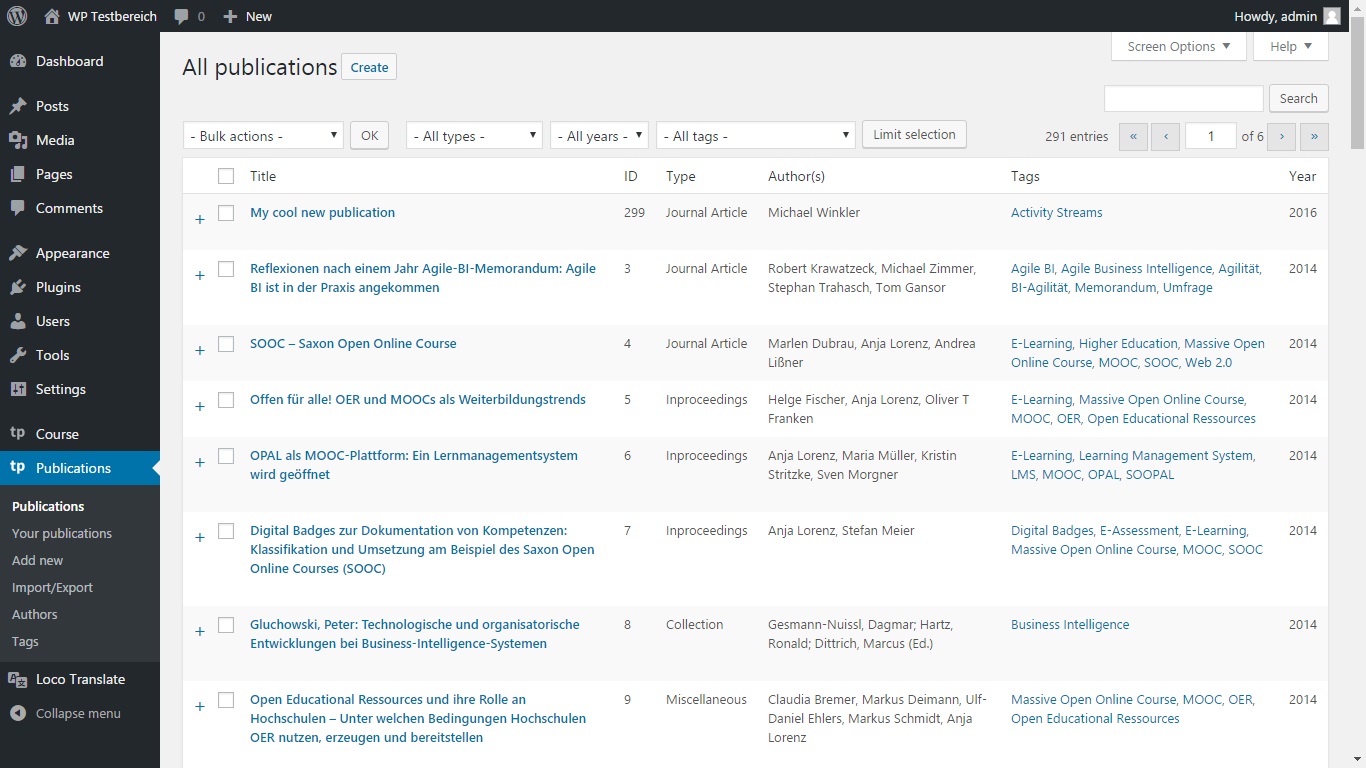 WP Testbereich 0 New Howdy, admin
Dashboard
Posts
Media
Pages
Comments
Appearance
Plugins
Users
Tools
Settings
tp Course
tp Publications
Publications
Your publications
Add new
Import/Export
Authors
Tags
Loco Translate
Collapse menu
Screen Options Help
All publications Create
Search
- Bulk actions - OK - All types - - All years - - All tags - Limit selection 291 entries « ‹ 1 of 6 › »
Title ID Type Author(s) Tags Year
+ My cool new publication 299 Journal Article Michael Winkler Activity Streams 2016
+ Reflexionen nach einem Jahr Agile-BI-Memorandum: Agile 3 Journal Article Robert Krawatzeck, Michael Zimmer, Agile BI, Agile Business Intelligence, Agilität, 2014
BI ist in der Praxis angekommen Stephan Trahasch, Tom Gansor BI-Agilität, Memorandum, Umfrage
+ SOOC – Saxon Open Online Course 4 Journal Article Marlen Dubrau, Anja Lorenz, Andrea E-Learning, Higher Education, Massive Open 2014
Lißner Online Course, MOOC, SOOC, Web 2.0
+ Offen für alle! OER und MOOCs als Weiterbildungstrends 5 Inproceedings Helge Fischer, Anja Lorenz, Oliver T E-Learning, Massive Open Online Course, 2014
Franken MOOC, OER, Open Educational Ressources
+ OPAL als MOOC-Plattform: Ein Lernmanagementsystem 6 Inproceedings Anja Lorenz, Maria Müller, Kristin E-Learning, Learning Management System, 2014
wird geöffnet Stritzke, Sven Morgner LMS, MOOC, OPAL, SOOPAL
+ Digital Badges zur Dokumentation von Kompetenzen: 7 Inproceedings Anja Lorenz, Stefan Meier Digital Badges, E-Assessment, E-Learning, 2014
Klassifikation und Umsetzung am Beispiel des Saxon Open Massive Open Online Course, MOOC, SOOC
Online Courses (SOOC)
+ Gluchowski, Peter: Technologische und organisatorische 8 Collection Gesmann-Nuissl, Dagmar; Hartz, Business Intelligence 2014
Entwicklungen bei Business-Intelligence-Systemen Ronald; Dittrich, Marcus (Ed.)
+ Open Educational Ressources und ihre Rolle an 9 Miscellaneous Claudia Bremer, Markus Deimann, Ulf- Massive Open Online Course, MOOC, OER, 2014
Hochschulen – Unter welchen Bedingungen Hochschulen Daniel Ehlers, Markus Schmidt, Anja Open Educational Ressources
OER nutzen, erzeugen und bereitstellen Lorenz